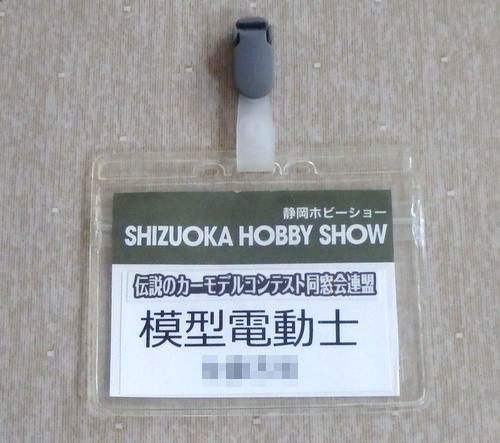 静岡ホビーショー
SHIZUOKA HOBBY SHOW
伝説のカーモデルコンテスト同窓会連盟
模型電動士